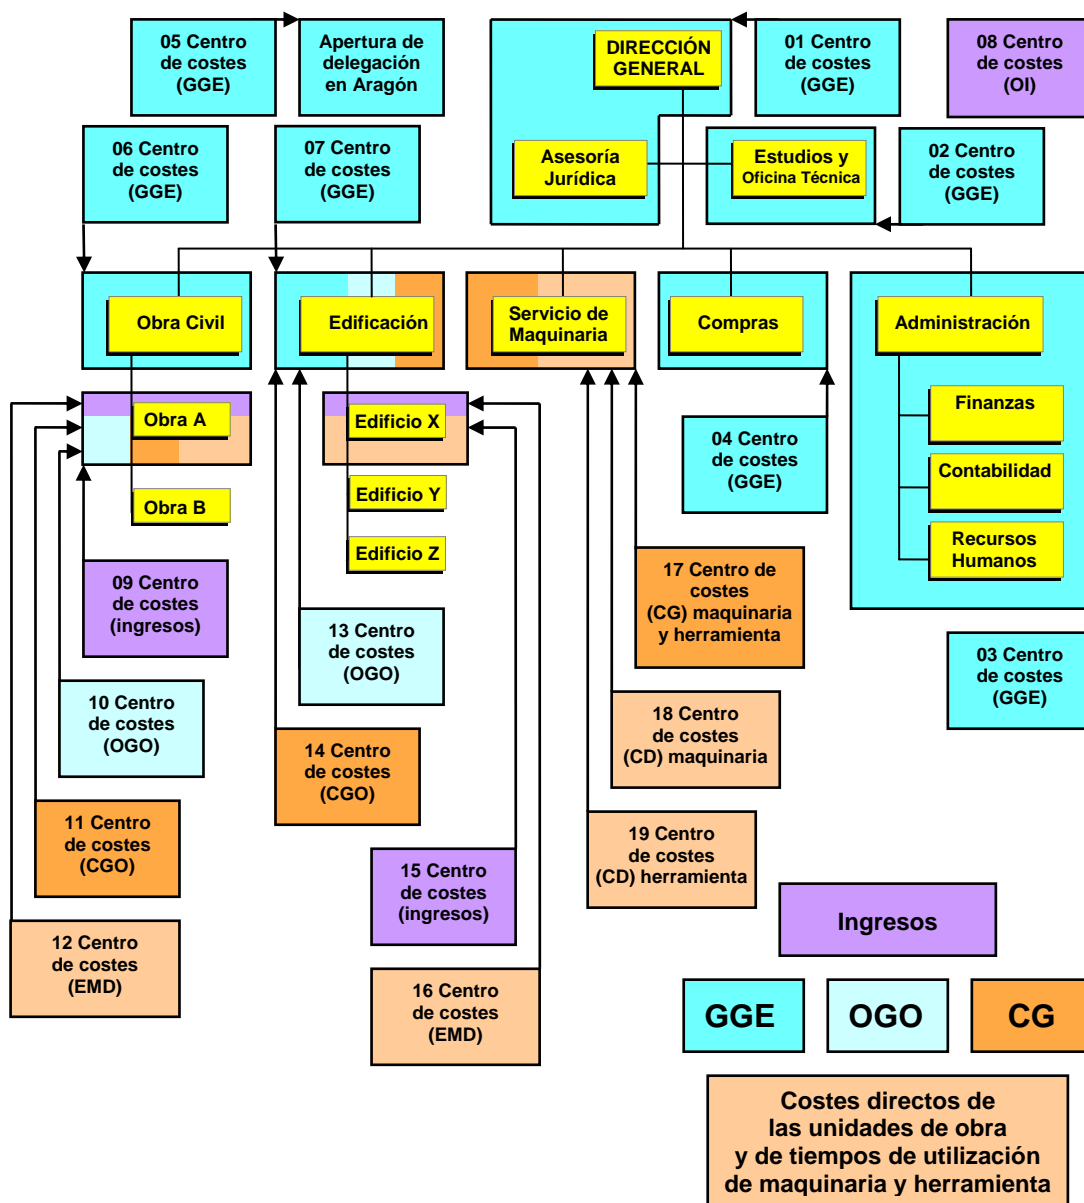 05 Centro
de costes
(GGE)
Apertura de
delegación
en Aragón
DIRECCIÓN
GENERAL
01 Centro
de costes
(GGE)
08 Centro
de costes
(OI)
06 Centro
de costes
(GGE)
07 Centro
de costes
(GGE)
Asesoría
Jurídica
Estudios y
Oficina Técnica
02 Centro
de costes
(GGE)
Obra Civil
Edificación
Servicio de
Maquinaria
Compras
Administración
Obra A
Edificio X
Finanzas
04 Centro
de costes
(GGE)
Contabilidad
Obra B
Edificio Y
Edificio Z
Recursos
Humanos
09 Centro
de costes
(ingresos)
17 Centro de
costes
(CG) maquinaria
y herramienta
13 Centro
de costes
(OGO)
03 Centro
de costes
(GGE)
10 Centro
de costes
(OGO)
18 Centro
de costes
(CD) maquinaria
14 Centro
de costes
(CGO)
11 Centro
de costes
(CGO)
19 Centro
de costes
(CD) herramienta
15 Centro
de costes
(ingresos)
Ingresos
12 Centro
de costes
(EMD)
16 Centro
de costes
(EMD)
GGE
OGO
CG
Costes directos de
las unidades de obra
y de tiempos de utilización
de maquinaria y herramienta